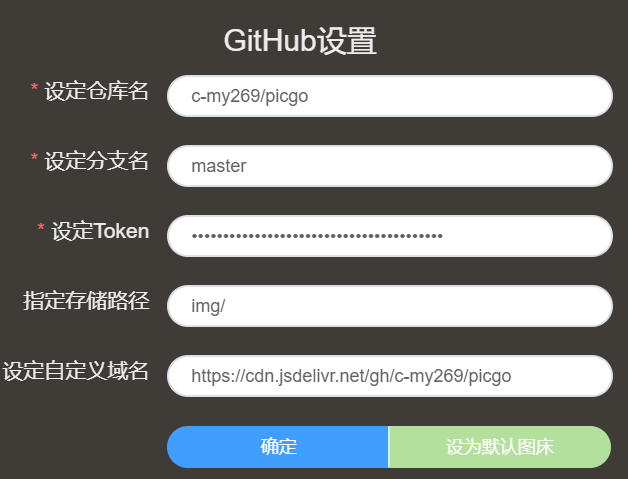 GitHub设置
* 设定仓库名
c-my269/picgo
* 设定分支名
master
* 设定Token
••••••••••••••••••••••••••••••••••••••••
指定存储路径
img/
设定自定义域名
https://cdn.jsdelivr.net/gh/c-my269/picgo
确定
设为默认图床